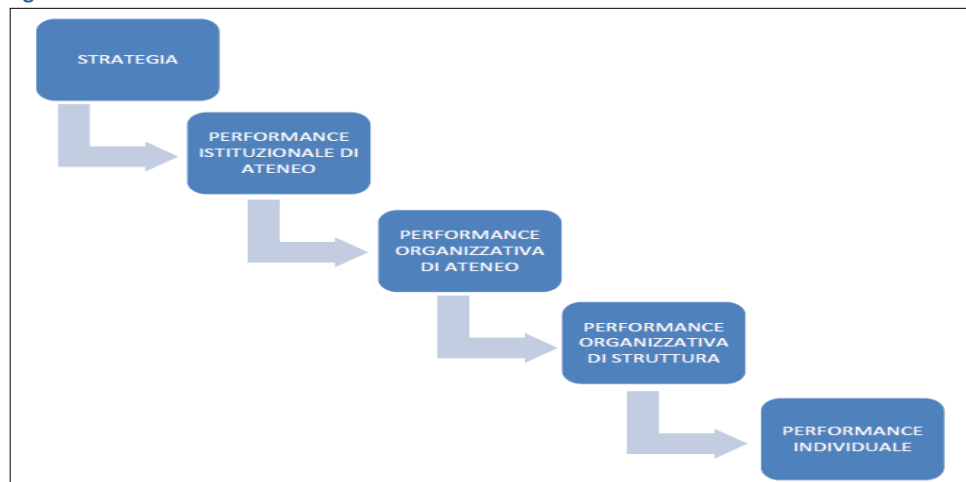 STRATEGIA
PERFORMANCE
ISTITUZIONALE DI
ATENEO
PERFORMANCE
ORGANIZZATIVA
DI ATENEO
PERFORMANCE
ORGANIZZATIVA
DI STRUTTURA
PERFORMANCE
INDIVIDUALE